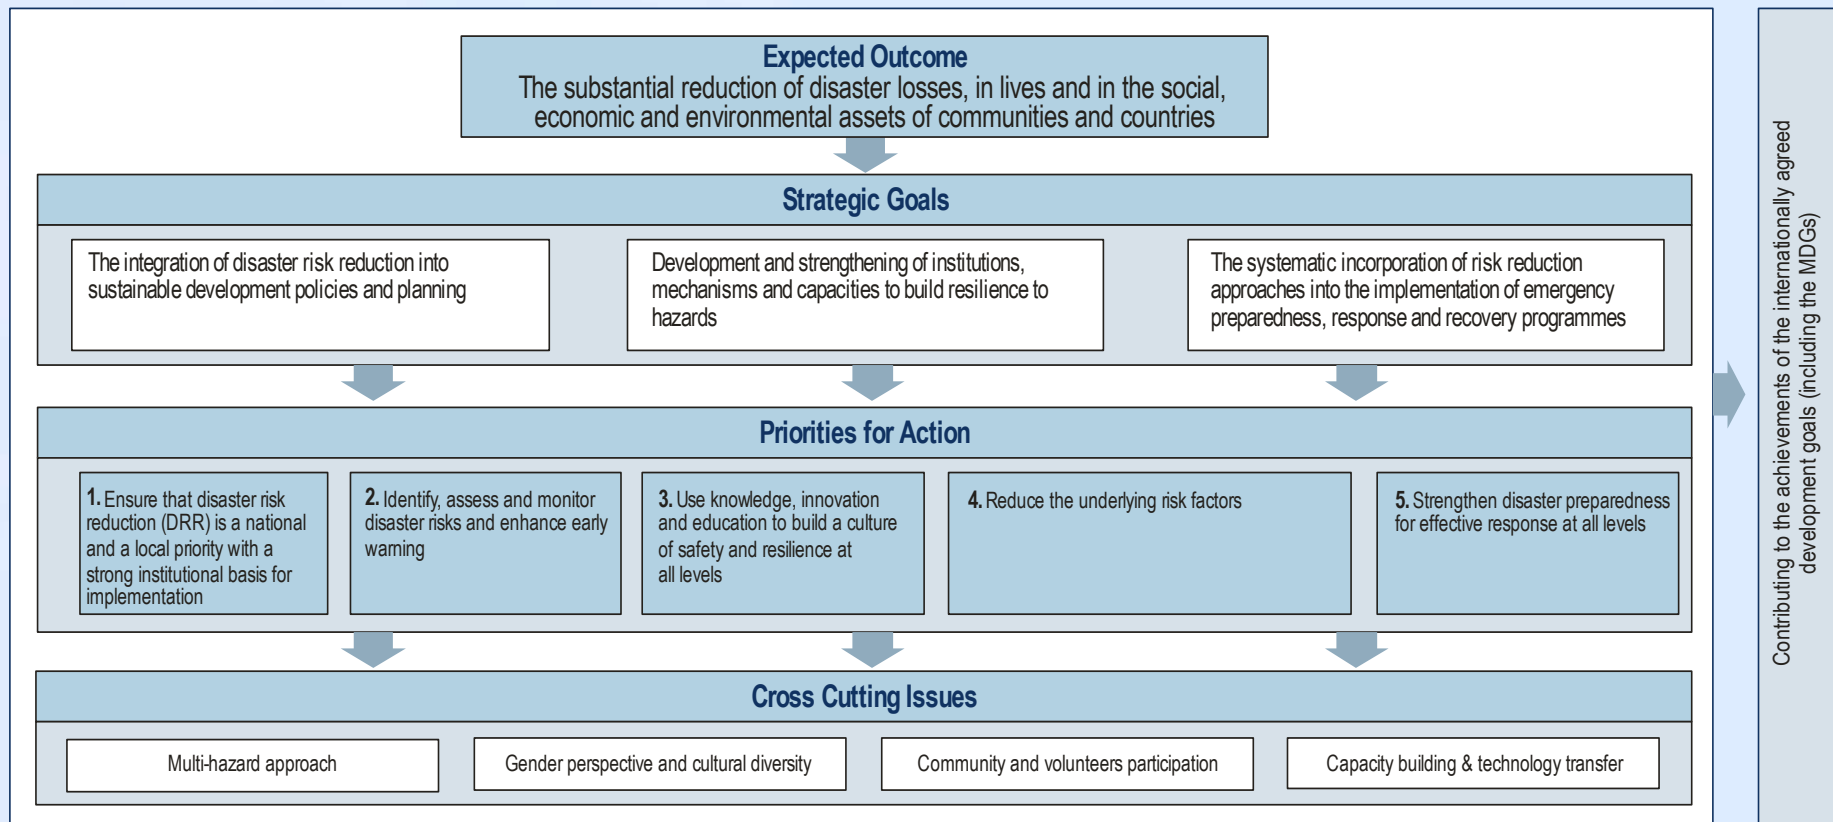 Expected Outcome
The substantial reduction of disaster losses, in lives and in the social,
economic and environmental assets of communities and countries
Strategic Goals
The integration of disaster risk reduction into
sustainable development policies and planning
Development and strengthening of institutions,
mechanisms and capacities to build resilience to
hazards
The systematic incorporation of risk reduction
approaches into the implementation of emergency
preparedness, response and recovery programmes
Priorities for Action
1. Ensure that disaster risk
reduction (DRR) is a national
and a local priority with a
strong institutional basis for
implementation
2. Identify, assess and monitor
disaster risks and enhance early
warning
3. Use knowledge, innovation
and education to build a culture
of safety and resilience at
all levels
4. Reduce the underlying risk factors
5. Strengthen disaster preparedness
for effective response at all levels
Cross Cutting Issues
Multi-hazard approach
Gender perspective and cultural diversity
Community and volunteers participation
Capacity building & technology transfer
Contributing to the achievements of the internationally agreed
development goals (including the MDGs)